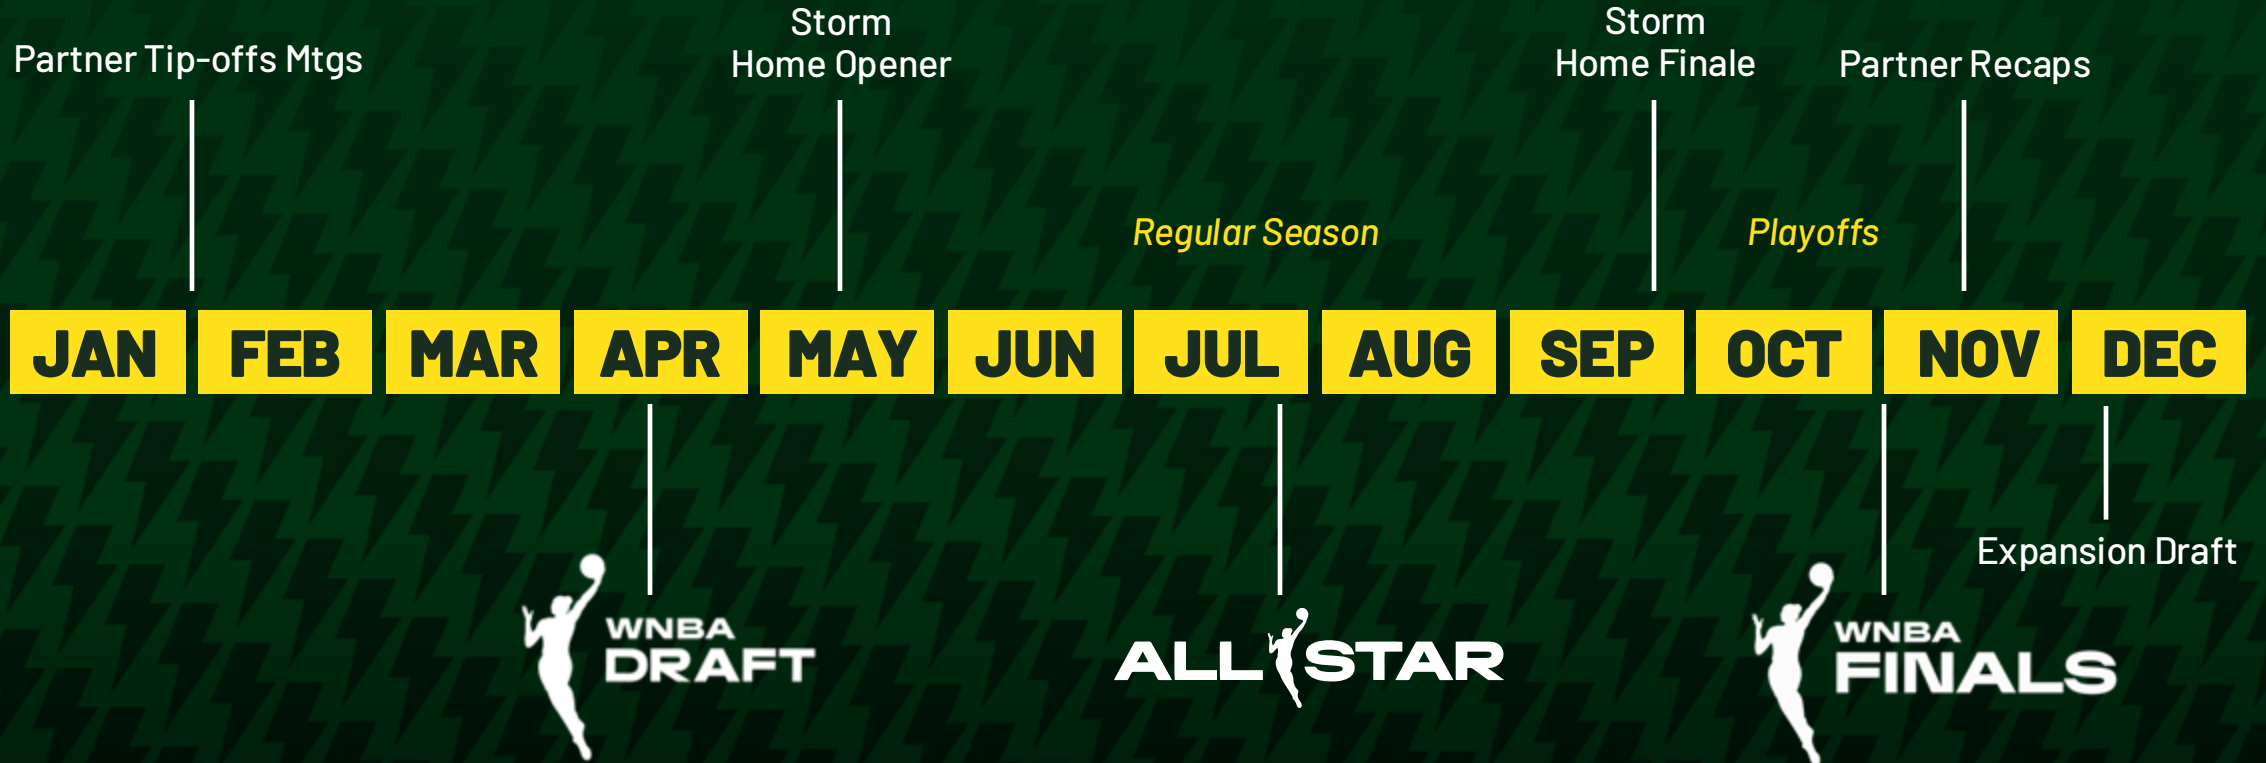 Partner Tip-offs Mtgs
Storm
Home Opener
Storm
Home Finale
Partner Recaps
Regular Season
Playoffs
JAN FEB MAR APR MAY JUN JUL AUG SEP OCT NOV DEC
Expansion Draft
WNBA
DRAFT
ALL STAR
WNBA
FINALS